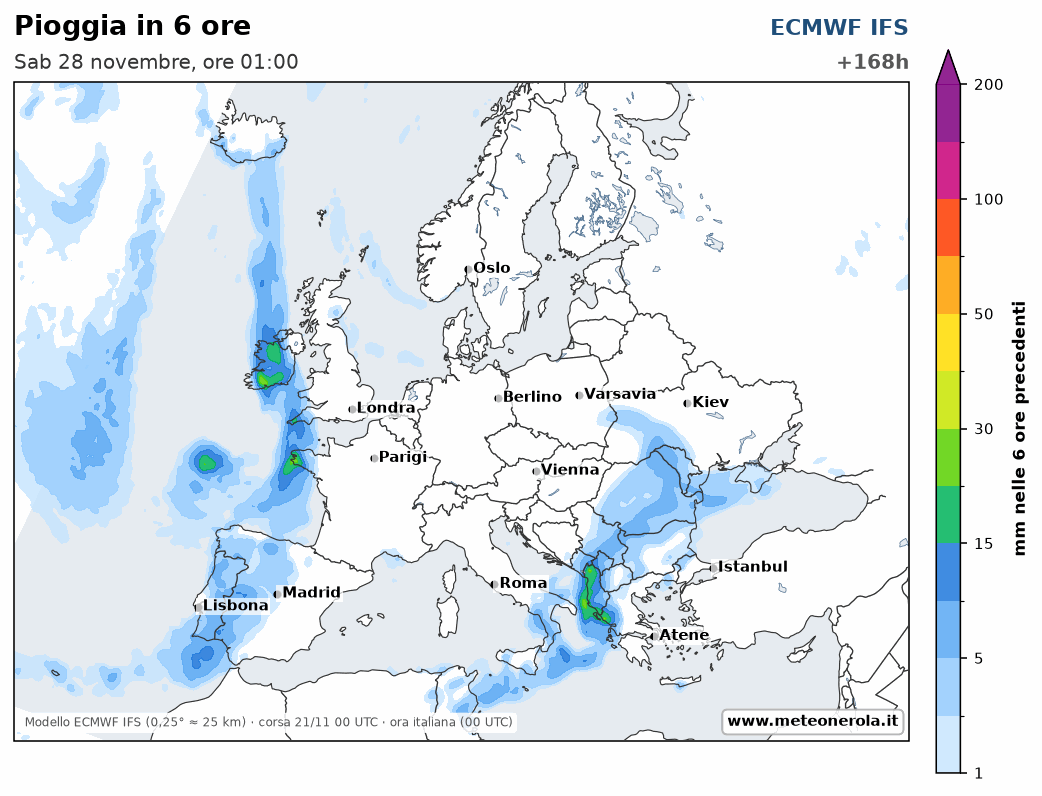 Pioggia in 6 ore
ECMWF IFS
Sab 28 novembre, ore 01:00
+168h
200
100
50
30
15
5
1
mm nelle 6 ore precedenti
Oslo
Londra
Berlino
Varsavia
Kiev
Parigi
Vienna
Istanbul
Roma
Madrid
Lisbona
Atene
Modello ECMWF IFS (0,25° ≈ 25 km) · corsa 21/11 00 UTC · ora italiana (00 UTC)
www.meteonerola.it